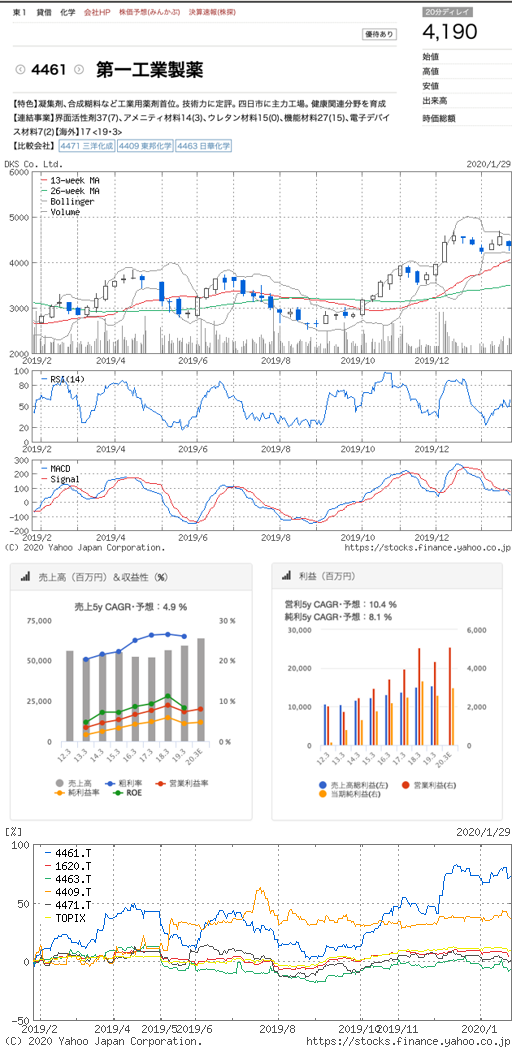 東1 貸借 化学 会社HP 株価予想(みんかぶ) 決算速報(株探)
優待あり
4461 第一工業製薬
20分ディレイ
4,190
始値
高値
安値
出来高
時価総額
【特色】凝集剤、合成糊料など工業用薬剤首位。技術力に定評。四日市に主力工場。健康関連分野を育成
【連結事業】界面活性剤37(7)、アメニティ材料14(3)、ウレタン材料15(0)、機能材料27(15)、電子デバイ
ス材料7(2)【海外】17 <19・3>
【比較会社】 4471 三洋化成 4409 東邦化学 4463 日華化学
DKS Co. Ltd. 2020/1/29
13-week MA
26-week MA
Bollinger
Volume
6000
5000
4000
3000
2000
2019/2 2019/4 2019/6 2019/8 2019/10 2019/12
RSI(14)
100
80
60
40
20
0
2019/2 2019/4 2019/6 2019/8 2019/10 2019/12
MACD
Signal
300
200
100
0
-100
-200
2019/2 2019/4 2019/6 2019/8 2019/10 2019/12
(C) 2020 Yahoo Japan Corporation. https://stocks.finance.yahoo.co.jp
売上高（百万円）＆収益性（%）
売上5y CAGR・予想：4.9 %
75,000 30 %
50,000 20 %
25,000 10 %
0 0 %
12.3 13.3 14.3 15.3 16.3 17.3 18.3 19.3 20.3E
売上高 粗利率 営業利益率
純利益率 ROE
利益（百万円）
営利5y CAGR・予想：10.4 %
純利5y CAGR・予想：8.1 %
30,000 6,000
20,000 4,000
10,000 2,000
0 0
12.3 13.3 14.3 15.3 16.3 17.3 18.3 19.3 20.3E
売上高総利益(左) 営業利益(右)
当期純利益(右)
[%] 2020/1/29
4461.T
1620.T
4463.T
4409.T
4471.T
TOPIX
100
50
0
-50
2019/2 2019/4 2019/5 2019/6 2019/8 2019/10 2019/11 2020/1
(C) 2020 Yahoo Japan Corporation. https://stocks.finance.yahoo.co.jp